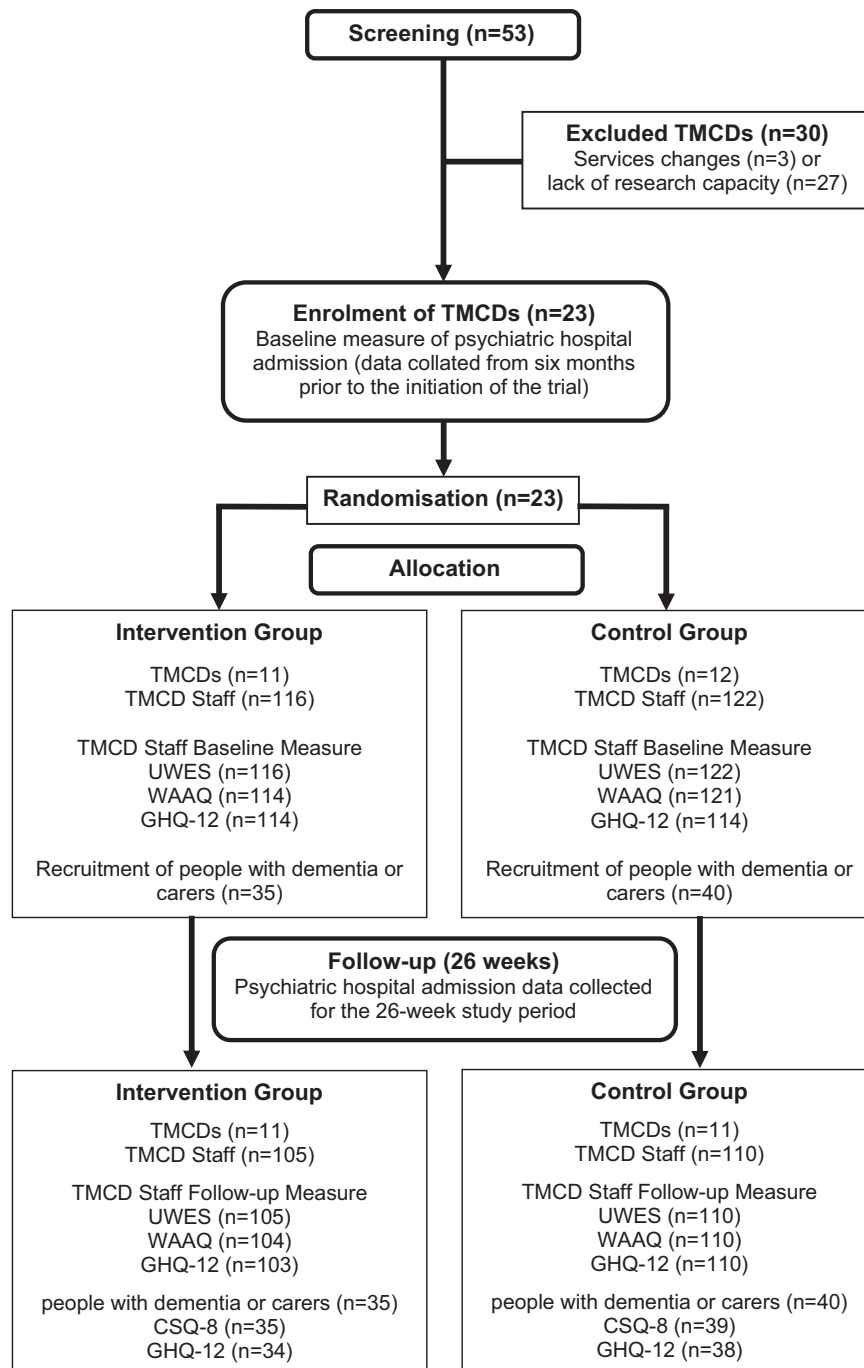 Screening (n=53)
Excluded TMCDs (n=30)
Services changes (n=3) or
lack of research capacity (n=27)
Enrolment of TMCDs (n=23)
Baseline measure of psychiatric hospital
admission (data collated from six months
prior to the initiation of the trial)
Randomisation (n=23)
Allocation
Intervention Group
TMCDs (n=11)
TMCD Staff (n=116)
TMCD Staff Baseline Measure
UWES (n=116)
WAAQ (n=114)
GHQ-12 (n=114)
Recruitment of people with dementia or
carers (n=35)
Control Group
TMCDs (n=12)
TMCD Staff (n=122)
TMCD Staff Baseline Measure
UWES (n=122)
WAAQ (n=121)
GHQ-12 (n=114)
Recruitment of people with dementia or
carers (n=40)
Follow-up (26 weeks)
Psychiatric hospital admission data collected
for the 26-week study period
Intervention Group
TMCDs (n=11)
TMCD Staff (n=105)
TMCD Staff Follow-up Measure
UWES (n=105)
WAAQ (n=104)
GHQ-12 (n=103)
people with dementia or carers (n=35)
CSQ-8 (n=35)
GHQ-12 (n=34)
Control Group
TMCDs (n=11)
TMCD Staff (n=110)
TMCD Staff Follow-up Measure
UWES (n=110)
WAAQ (n=110)
GHQ-12 (n=110)
people with dementia or carers (n=40)
CSQ-8 (n=39)
GHQ-12 (n=38)